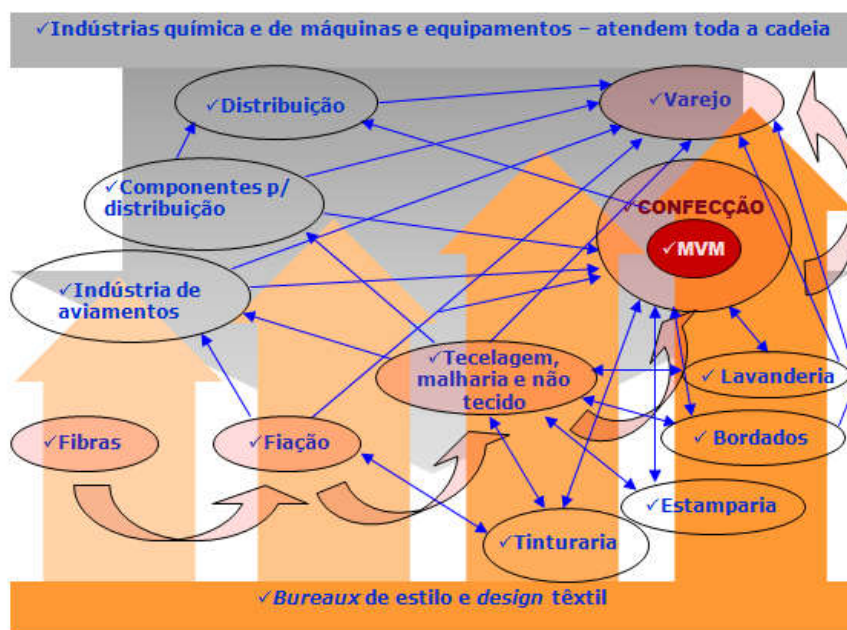 ✓Indústrias química e de máquinas e equipamentos – atendem toda a cadeia
✓Distribuição
✓Varejo
✓Componentes p/
distribuição
✓CONFECÇÃO
✓MVM
✓Indústria de
aviamentos
✓Tecelagem,
malharia e não
tecido
✓Lavanderia
✓Fibras
✓Fiação
✓Bordados
✓Estamparia
✓Tinturaria
✓Bureaux de estilo e design têxtil